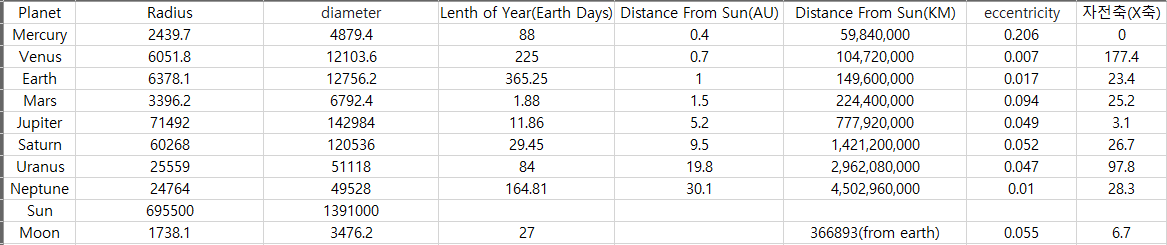 Planet Radius diameter Lenth of Year(Earth Days) Distance From Sun(AU) Distance From Sun(KM) eccentricity 자전축(X축)
Mercury 2439.7 4879.4 88 0.4 59,840,000 0.206 0
Venus 6051.8 12103.6 225 0.7 104,720,000 0.007 177.4
Earth 6378.1 12756.2 365.25 1 149,600,000 0.017 23.4
Mars 3396.2 6792.4 1.88 1.5 224,400,000 0.094 25.2
Jupiter 71492 142984 11.86 5.2 777,920,000 0.049 3.1
Saturn 60268 120536 29.45 9.5 1,421,200,000 0.052 26.7
Uranus 25559 51118 84 19.8 2,962,080,000 0.047 97.8
Neptune 24764 49528 164.81 30.1 4,502,960,000 0.01 28.3
Sun 695500 1391000
Moon 1738.1 3476.2 27 366893(from earth) 0.055 6.7